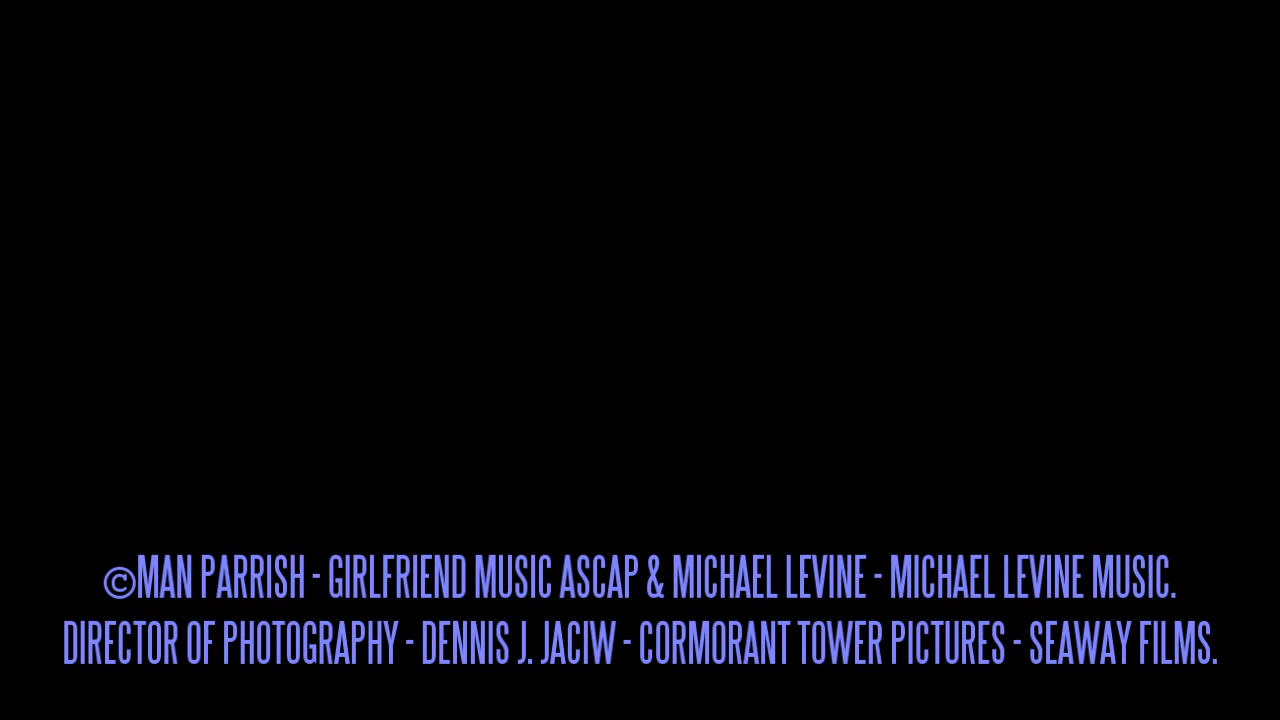 ©MAN PARRISH - GIRLFRIEND MUSIC ASCAP & MICHAEL LEVINE - MICHAEL LEVINE MUSIC.
DIRECTOR OF PHOTOGRAPHY - DENNIS J. JACIW - CORMORANT TOWER PICTURES - SEAWAY FILMS.